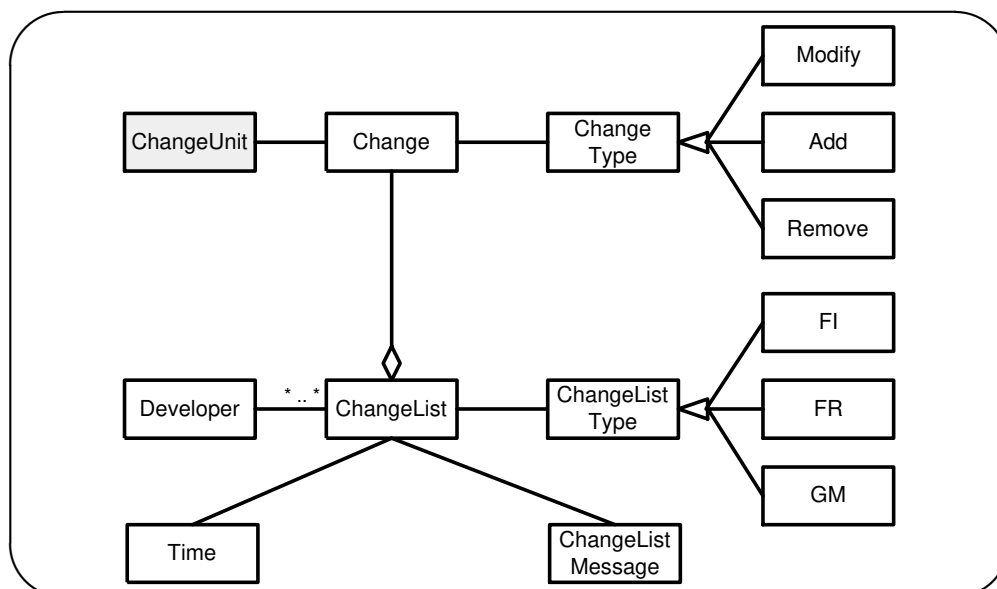 Modify
ChangeUnit
Change
Change
Type
Add
Remove
FI
Developer
* .. *
ChangeList
ChangeList
Type
FR
GM
Time
ChangeList
Message